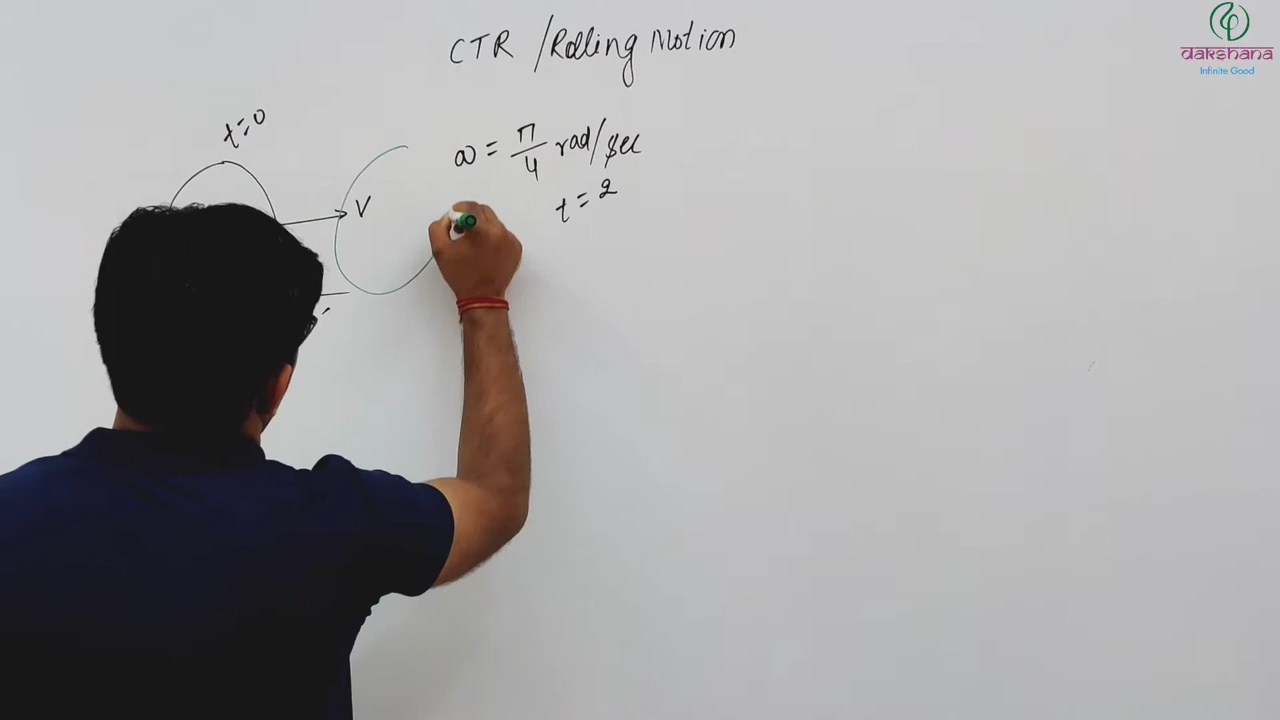 CTR / Rolling Motion
t=0
ω = π/4 rad/sec
V
t = 2
dakshana
Infinite Good